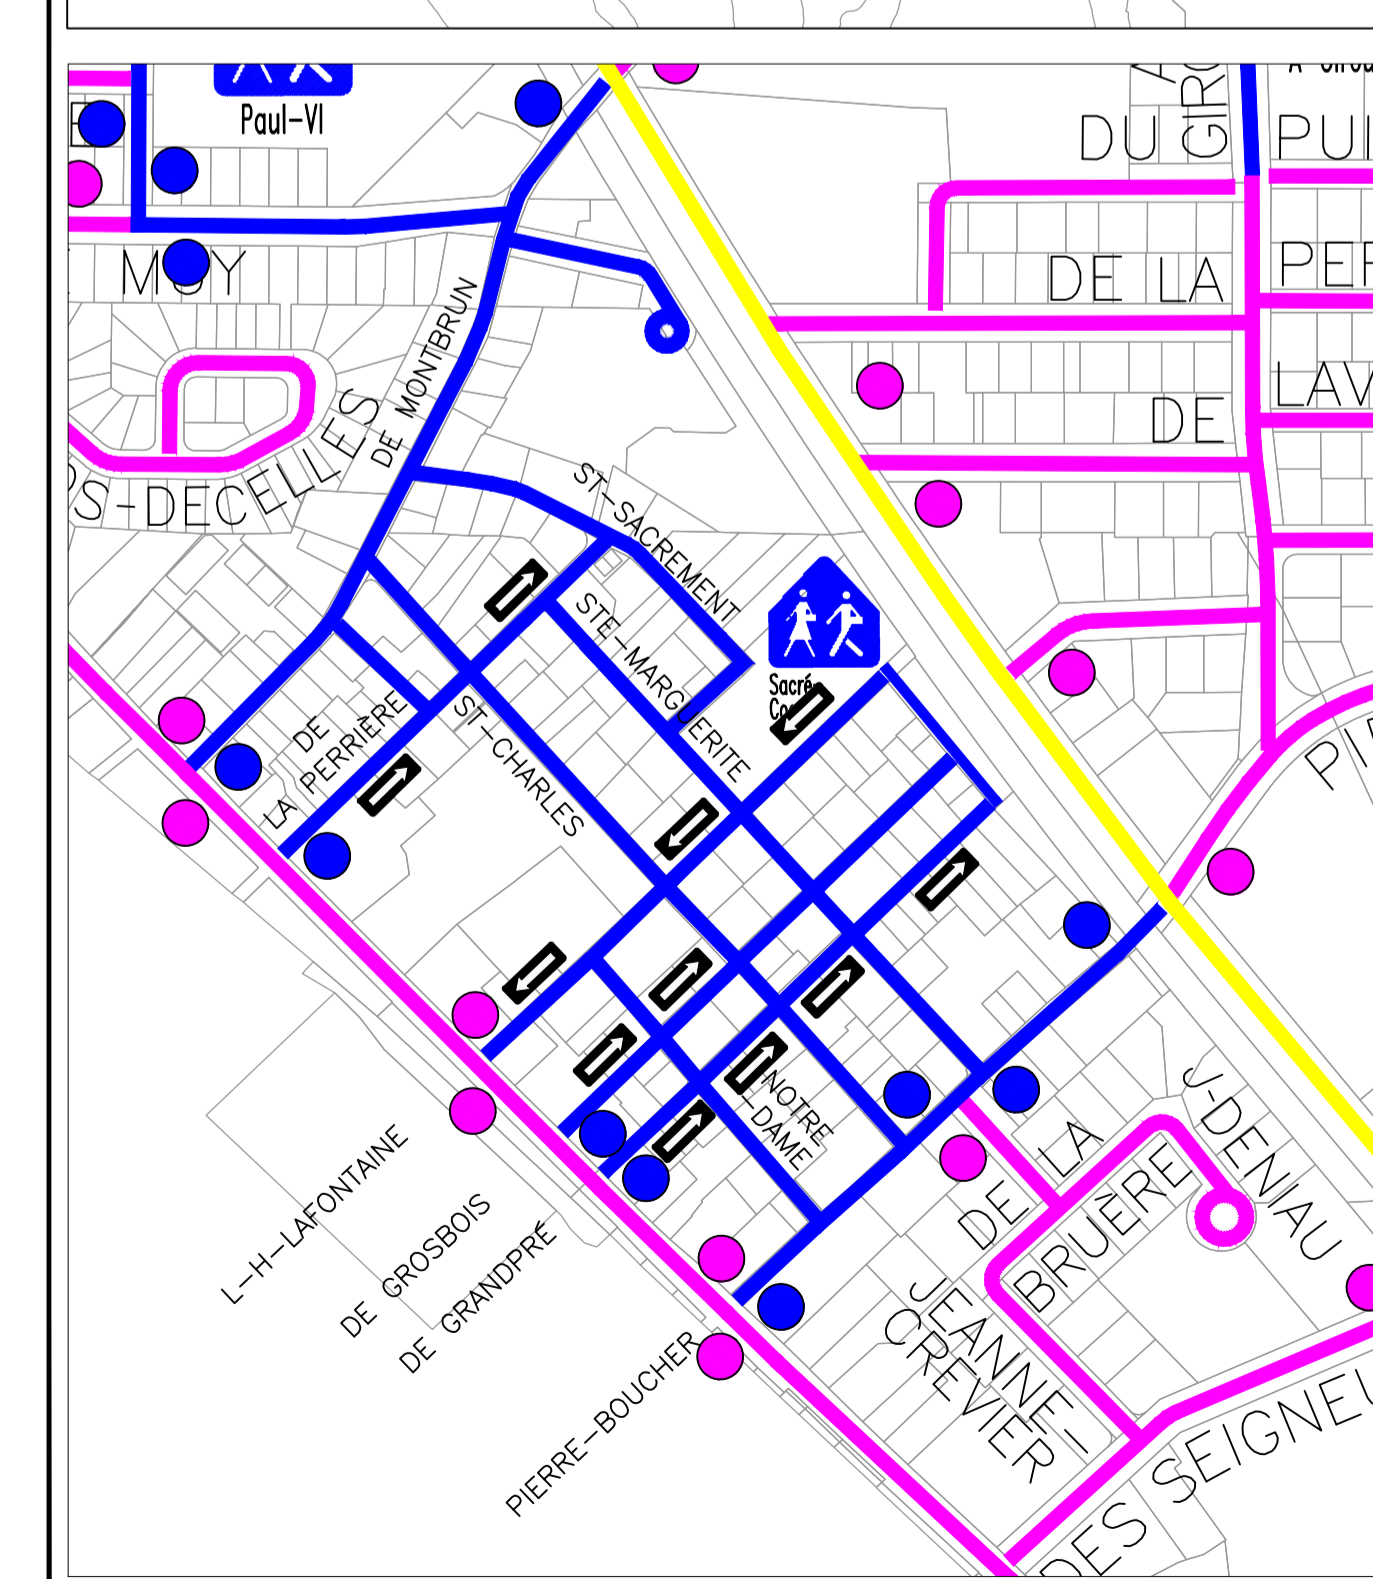 Paul-VI
DU
PUI
MOY
DE LA
DE MONTBRUN
DE
LAV
OS-DECELLES
ST-SACREMENT
STE-MARGUERITE
Sacré-
DE
LA PERRIÈRE
ST-CHARLES
NOTRE
-DAME
J-DENIAU
DE LA
BRUÈRE
L-H-LAFONTAINE
DE GROSBOIS
DE GRANDPRÉ
JEANNE-
CREVIER
PIERRE-BOUCHER
DES SEIGNEU